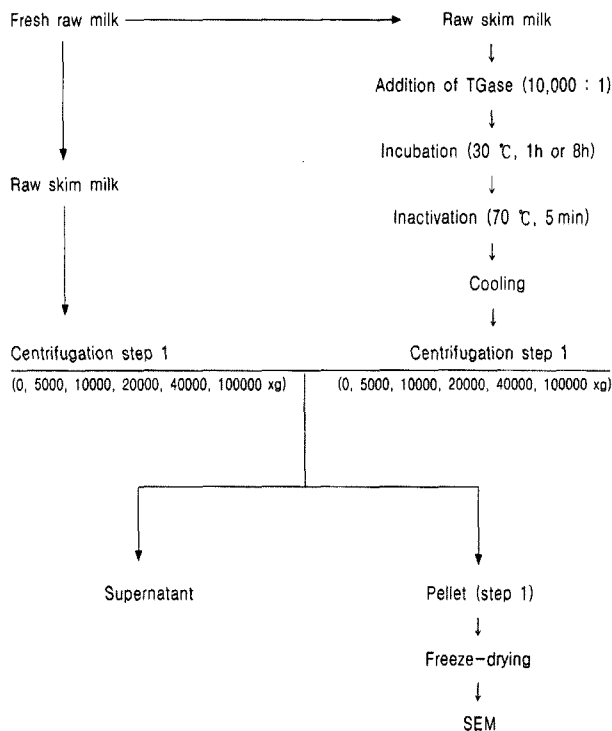 Fresh raw milk
Raw skim milk
Addition of TGase (10,000 : 1)
Incubation (30 ℃, 1h or 8h)
Raw skim milk
Inactivation (70 ℃, 5 min)
Cooling
Centrifugation step 1
Centrifugation step 1
(0, 5000, 10000, 20000, 40000, 100000 xg)
(0, 5000, 10000, 20000, 40000, 100000 xg)
Supernatant
Pellet (step 1)
Freeze-drying
SEM